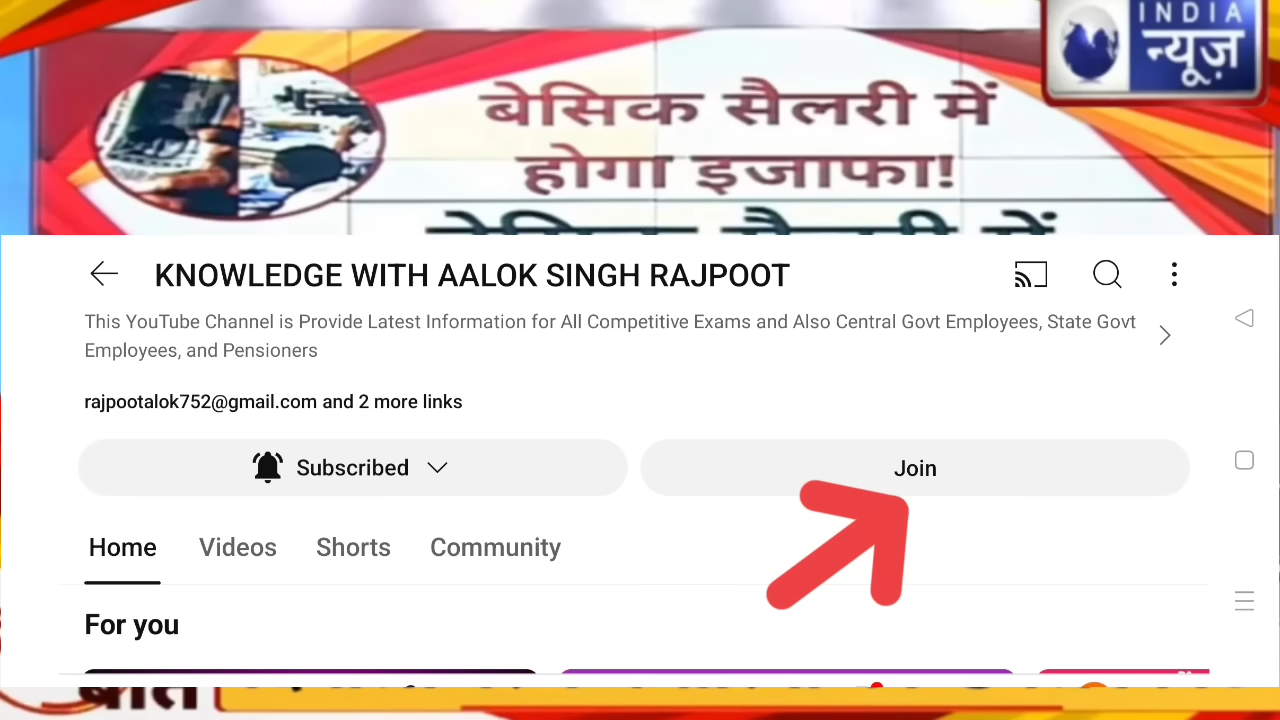 INDIA
न्यूज़
बेसिक सैलरी में
होगा इजाफा!
KNOWLEDGE WITH AALOK SINGH RAJPOOT
This YouTube Channel is Provide Latest Information for All Competitive Exams and Also Central Govt Employees, State Govt
Employees, and Pensioners
rajpootalok752@gmail.com and 2 more links
Subscribed
Join
Home Videos Shorts Community
For you